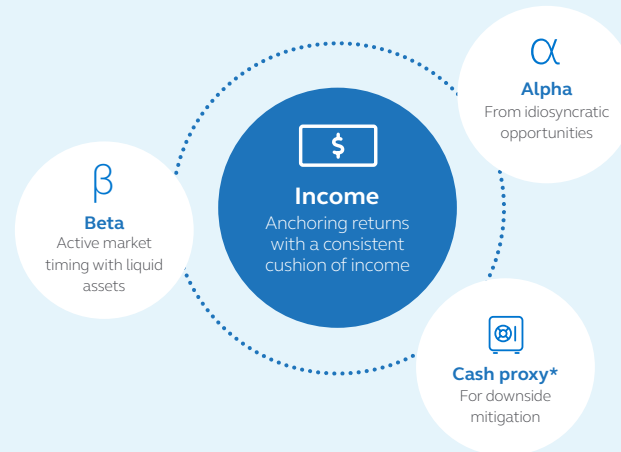 α
Alpha
From idiosyncratic
opportunities
$
Income
Anchoring returns
with a consistent
cushion of income
β
Beta
Active market
timing with liquid
assets
Cash proxy*
For downside
mitigation